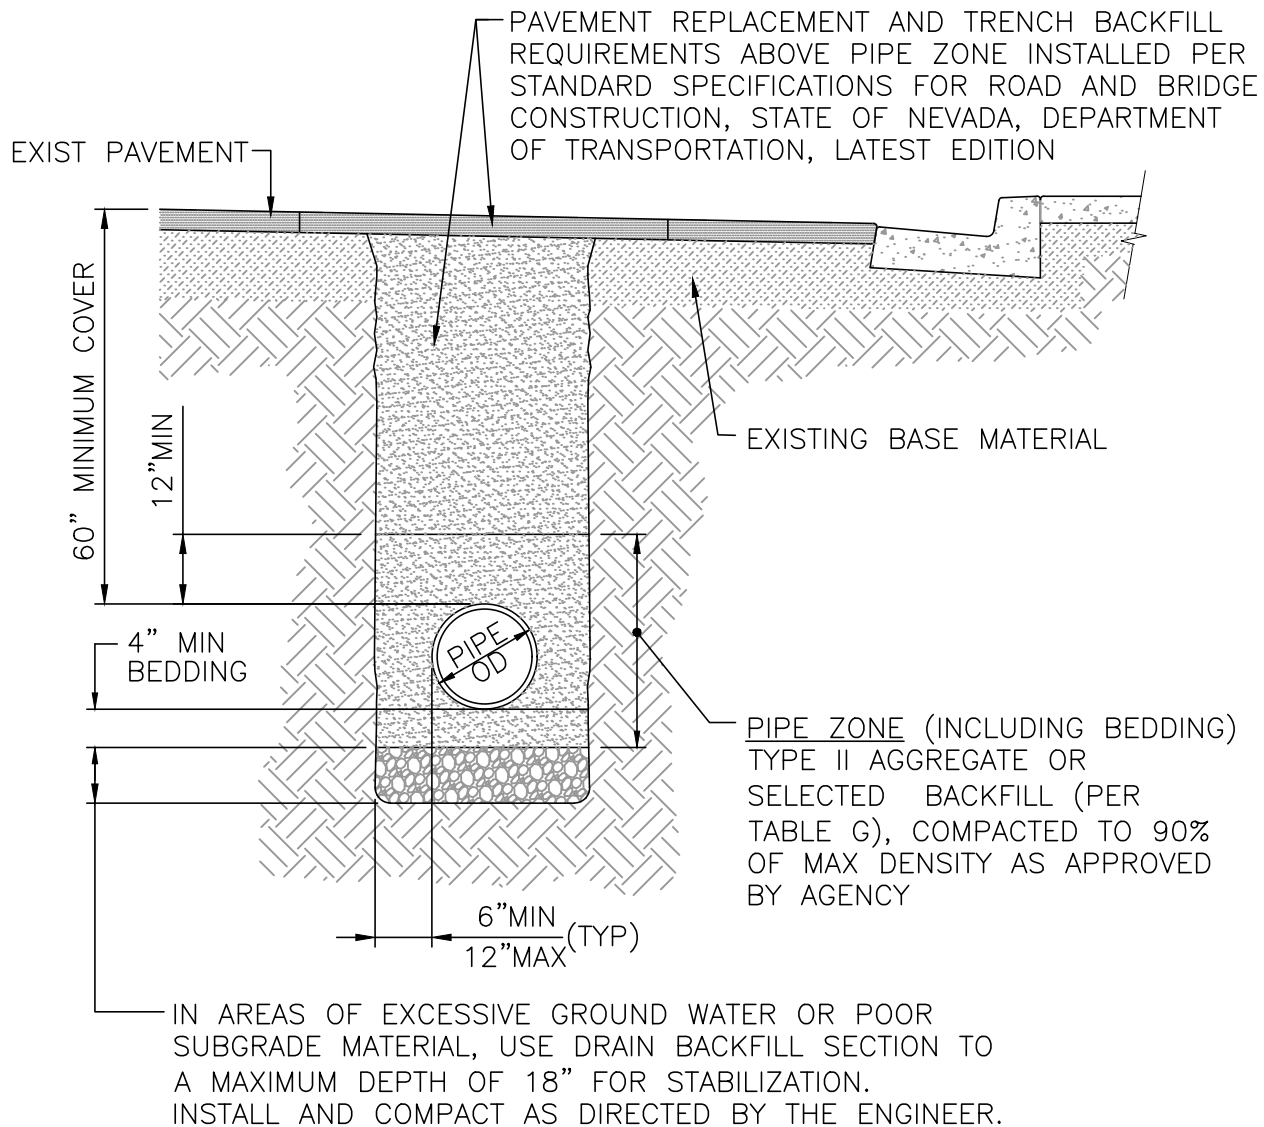 PAVEMENT REPLACEMENT AND TRENCH BACKFILL
REQUIREMENTS ABOVE PIPE ZONE INSTALLED PER
STANDARD SPECIFICATIONS FOR ROAD AND BRIDGE
CONSTRUCTION, STATE OF NEVADA, DEPARTMENT
OF TRANSPORTATION, LATEST EDITION
EXIST PAVEMENT
60" MINIMUM COVER
12"MIN
EXISTING BASE MATERIAL
4" MIN
BEDDING
PIPE
OD
PIPE ZONE (INCLUDING BEDDING)
TYPE II AGGREGATE OR
SELECTED BACKFILL (PER
TABLE G), COMPACTED TO 90%
OF MAX DENSITY AS APPROVED
BY AGENCY
6"MIN
12"MAX
(TYP)
IN AREAS OF EXCESSIVE GROUND WATER OR POOR
SUBGRADE MATERIAL, USE DRAIN BACKFILL SECTION TO
A MAXIMUM DEPTH OF 18" FOR STABILIZATION.
INSTALL AND COMPACT AS DIRECTED BY THE ENGINEER.